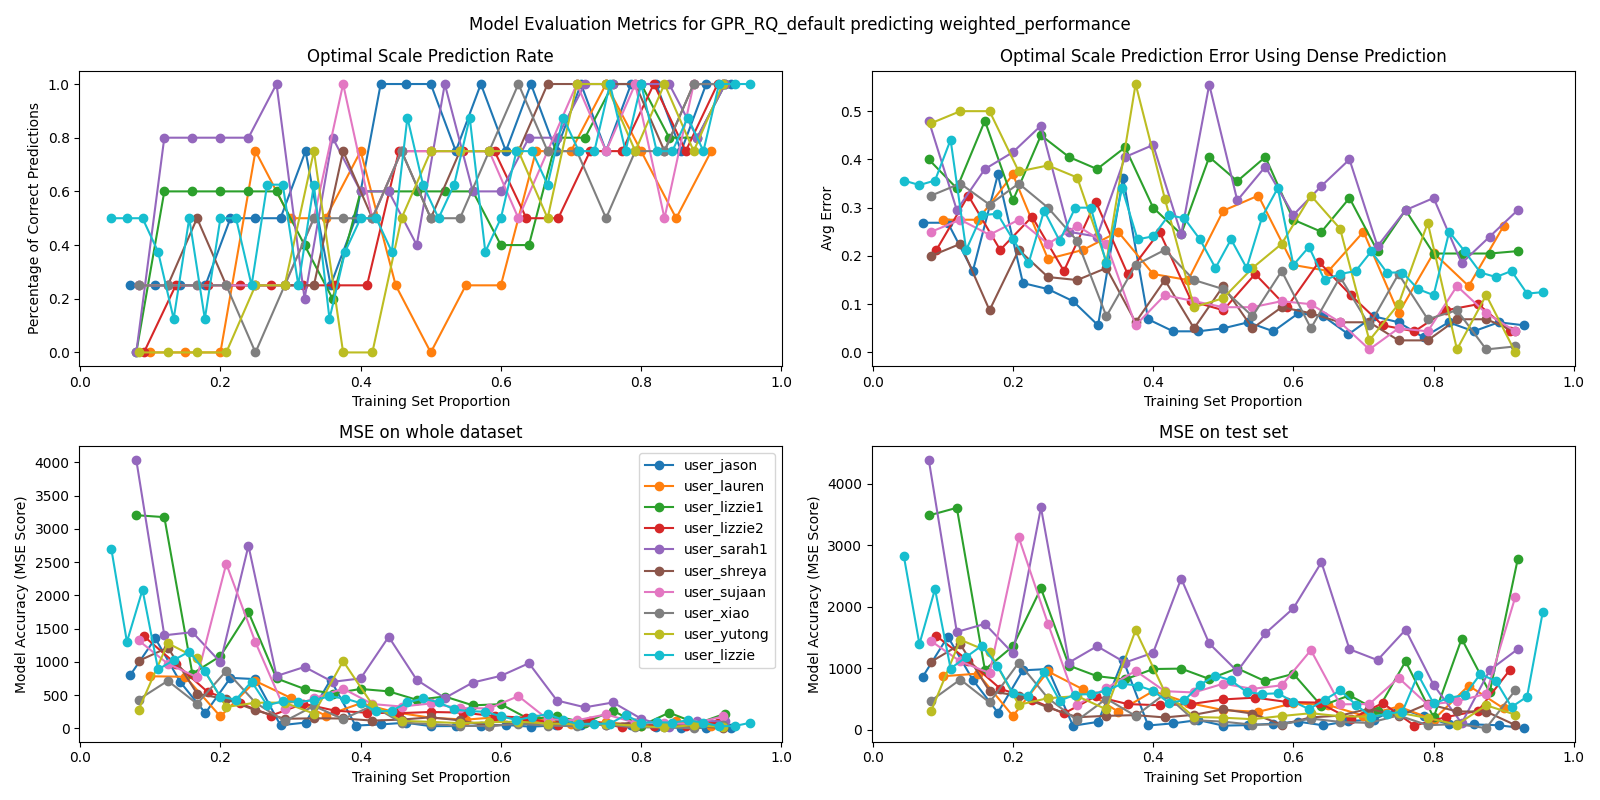 Model Evaluation Metrics for GPR_RQ_default predicting weighted_performance
Optimal Scale Prediction Rate
Percentage of Correct Predictions
1.0
0.8
0.6
0.4
0.2
0.0
0.0 0.2 0.4 0.6 0.8 1.0
Training Set Proportion
Optimal Scale Prediction Error Using Dense Prediction
Avg Error
0.5
0.4
0.3
0.2
0.1
0.0
0.0 0.2 0.4 0.6 0.8 1.0
Training Set Proportion
MSE on whole dataset
Model Accuracy (MSE Score)
4000
3500
3000
2500
2000
1500
1000
500
0
0.0 0.2 0.4 0.6 0.8 1.0
Training Set Proportion
user_jason
user_lauren
user_lizzie1
user_lizzie2
user_sarah1
user_shreya
user_sujaan
user_xiao
user_yutong
user_lizzie
MSE on test set
Model Accuracy (MSE Score)
4000
3000
2000
1000
0
0.0 0.2 0.4 0.6 0.8 1.0
Training Set Proportion